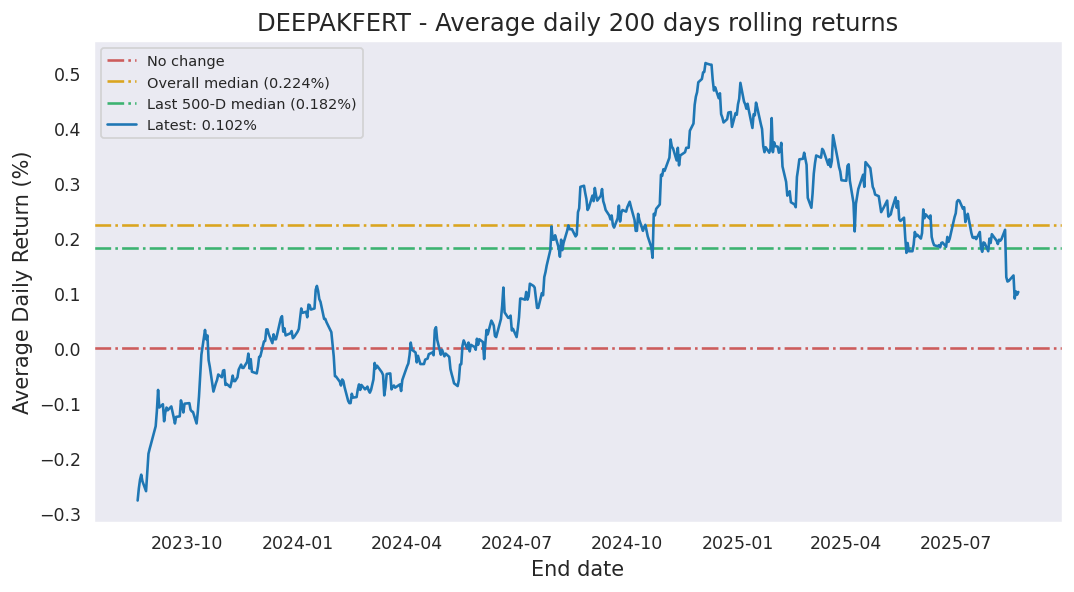 DEEPAKFERT - Average daily 200 days rolling returns
No change
Overall median (0.224%)
Last 500-D median (0.182%)
Latest: 0.102%
Average Daily Return (%)
0.5
0.4
0.3
0.2
0.1
0.0
−0.1
−0.2
−0.3
2023-10 2024-01 2024-04 2024-07 2024-10 2025-01 2025-04 2025-07
End date